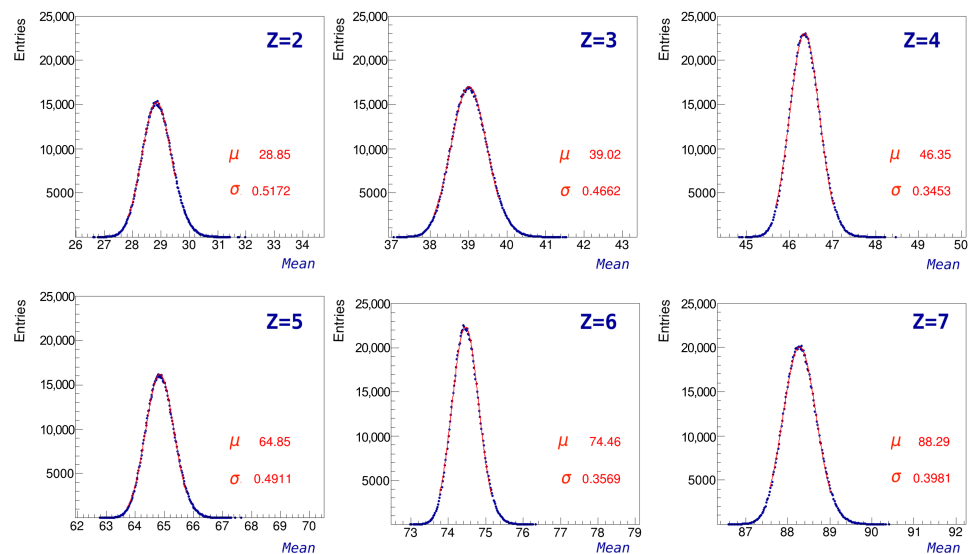 25,000
20,000
15,000
10,000
5000
Entries
Z=2
μ 28.85
σ 0.5172
26 27 28 29 30 31 32 33 34
Mean
25,000
20,000
15,000
10,000
5000
Entries
Z=3
μ 39.02
σ 0.4662
37 38 39 40 41 42 43
Mean
25,000
20,000
15,000
10,000
5000
Entries
Z=4
μ 46.35
σ 0.3453
45 46 47 48 49 50
Mean
25,000
20,000
15,000
10,000
5000
Entries
Z=5
μ 64.85
σ 0.4911
62 63 64 65 66 67 68 69 70
Mean
25,000
20,000
15,000
10,000
5000
Entries
Z=6
μ 74.46
σ 0.3569
73 74 75 76 77 78 79
Mean
25,000
20,000
15,000
10,000
5000
Entries
Z=7
μ 88.29
σ 0.3981
87 88 89 90 91 92
Mean